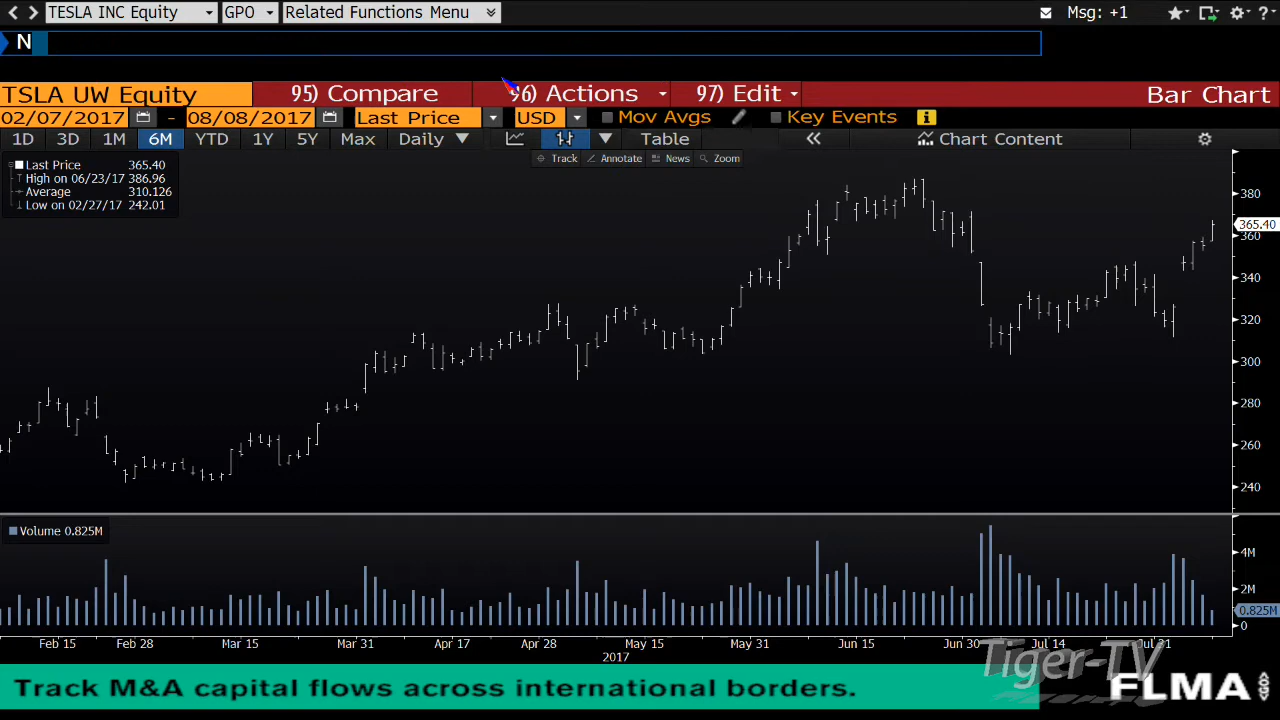 TESLA INC Equity GPO Related Functions Menu Msg: +1 ?
N
TSLA UW Equity 95) Compare 96) Actions 97) Edit Bar Chart
02/07/2017 - 08/08/2017 Last Price USD Mov Avgs Key Events i
1D 3D 1M 6M YTD 1Y 5Y Max Daily Table « Chart Content
Track Annotate News Zoom
Last Price 365.40
High on 06/23/17 386.96
Average 310.126
Low on 02/27/17 242.01
380
365.40
360
340
320
300
280
260
240
Volume 0.825M
4M
2M
0.825M
0
Feb 15 Feb 28 Mar 15 Mar 31 Apr 17 Apr 28 May 15 May 31 Jun 15 Jun 30 Jul 14 Jul 31
2017
Tiger-TV
Track M&A capital flows across international borders. FLMA